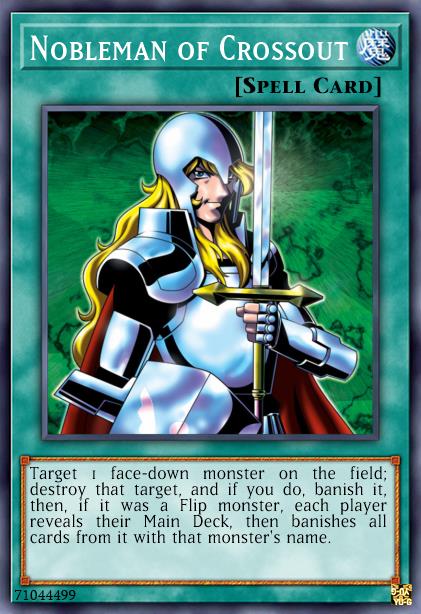 Nobleman of Crossout
[Spell Card]
Target 1 face-down monster on the field;
destroy that target, and if you do, banish it,
then, if it was a Flip monster, each player
reveals their Main Deck, then banishes all
cards from it with that monster's name.
71044499